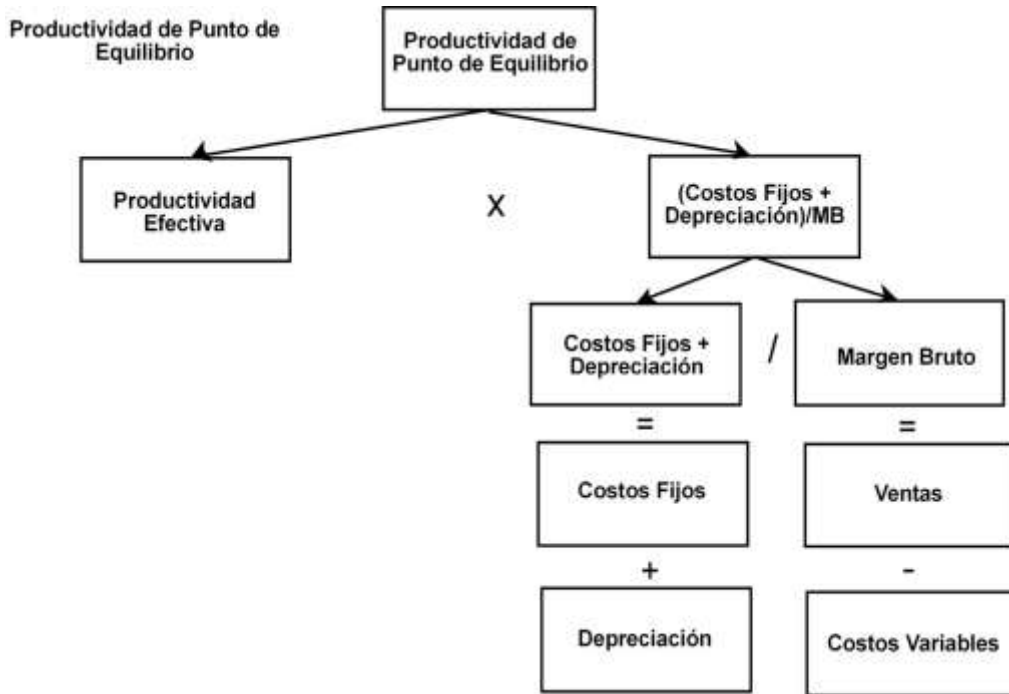 Productividad de Punto de
Equilibrio
Productividad de
Punto de Equilibrio
Productividad
Efectiva
X
(Costos Fijos +
Depreciación)/MB
Costos Fijos +
Depreciación
/
Margen Bruto
=
=
Costos Fijos
Ventas
+
-
Depreciación
Costos Variables